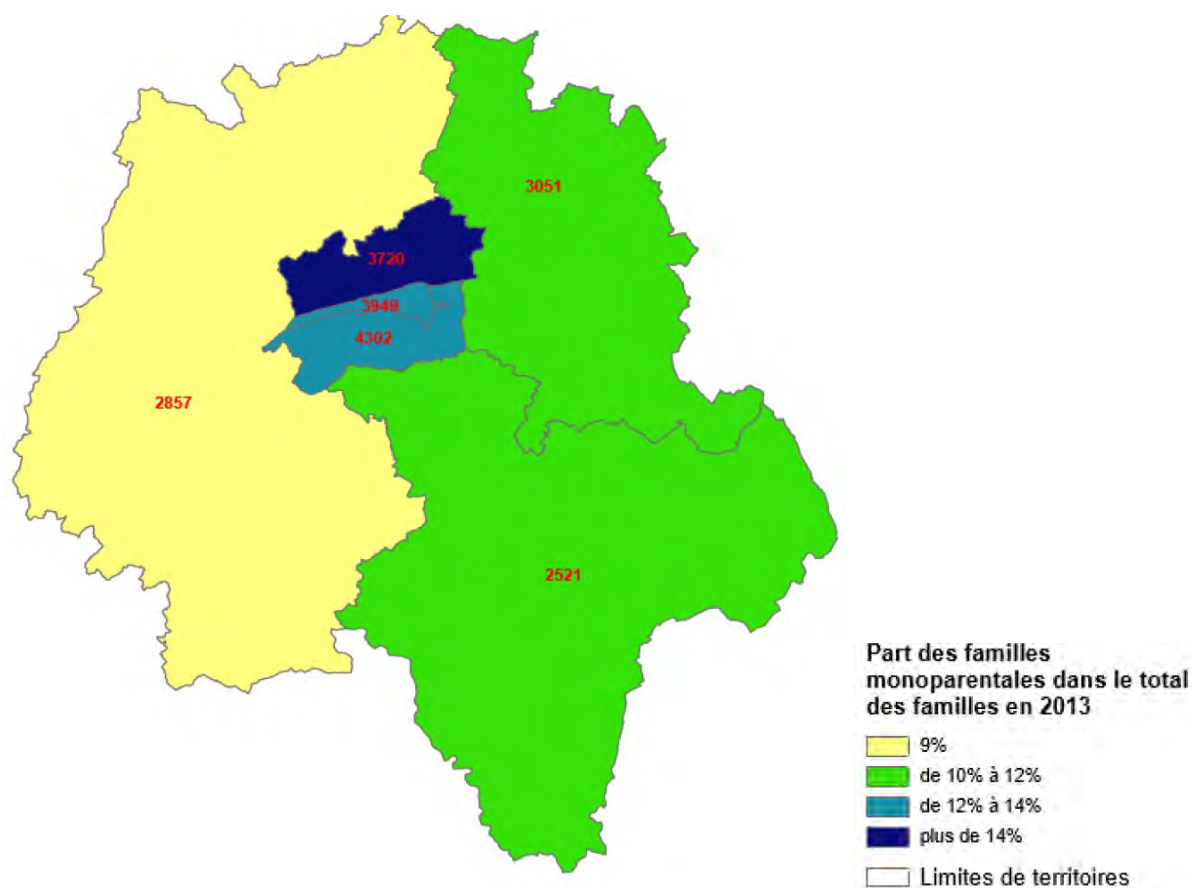 3051
3720
3949
4302
2857
2521
Part des familles
monoparentales dans le total
des familles en 2013
9%
de 10% à 12%
de 12% à 14%
plus de 14%
Limites de territoires